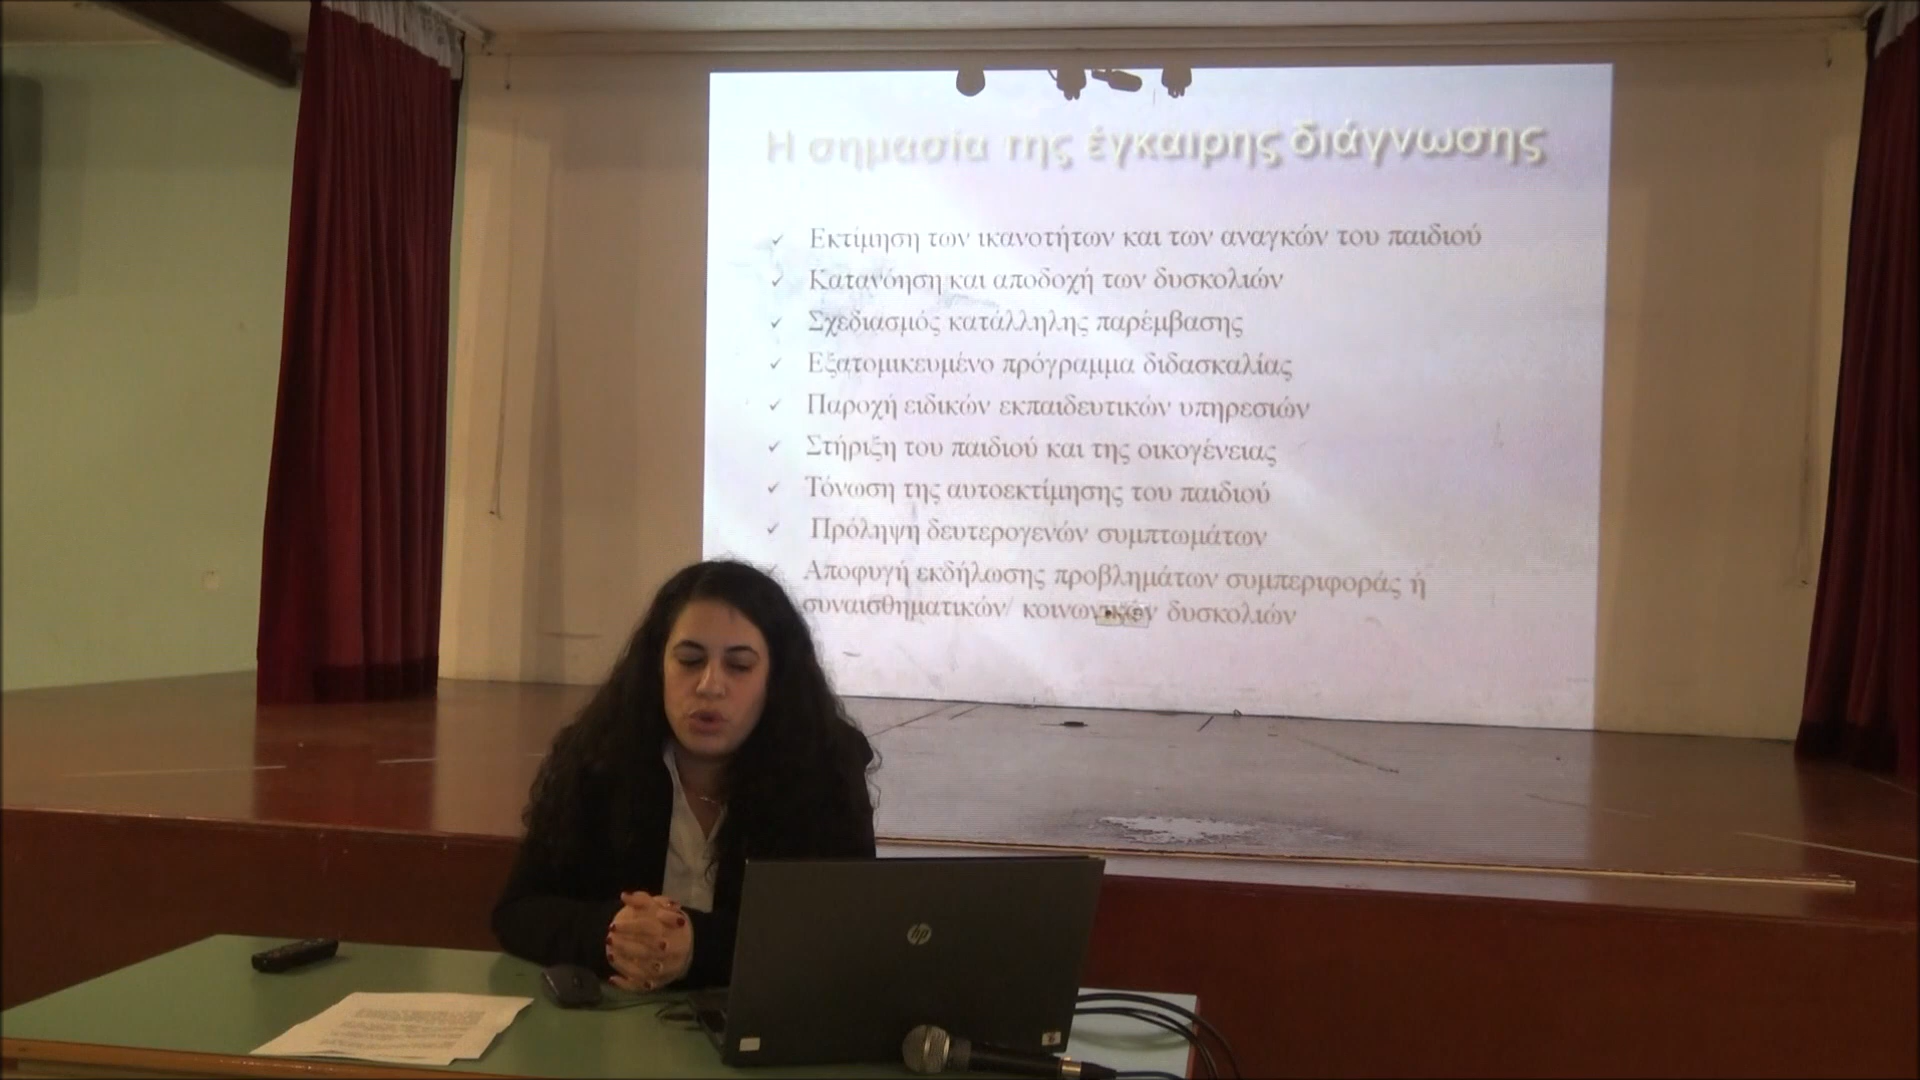 Η σημασία της έγκαιρης διάγνωσης
Εκτίμηση των ικανοτήτων και των αναγκών του παιδιού
Κατανόηση και αποδοχή των δυσκολιών
Σχεδιασμός κατάλληλης παρέμβασης
Εξατομικευμένο πρόγραμμα διδασκαλίας
Παροχή ειδικών εκπαιδευτικών υπηρεσιών
Στήριξη του παιδιού και της οικογένειας
Τόνωση της αυτοεκτίμησης του παιδιού
Πρόληψη δευτερογενών συμπτωμάτων
Αποφυγή εκδήλωσης προβλημάτων συμπεριφοράς ή
συναισθηματικών/ κοινωνικών δυσκολιών
hp